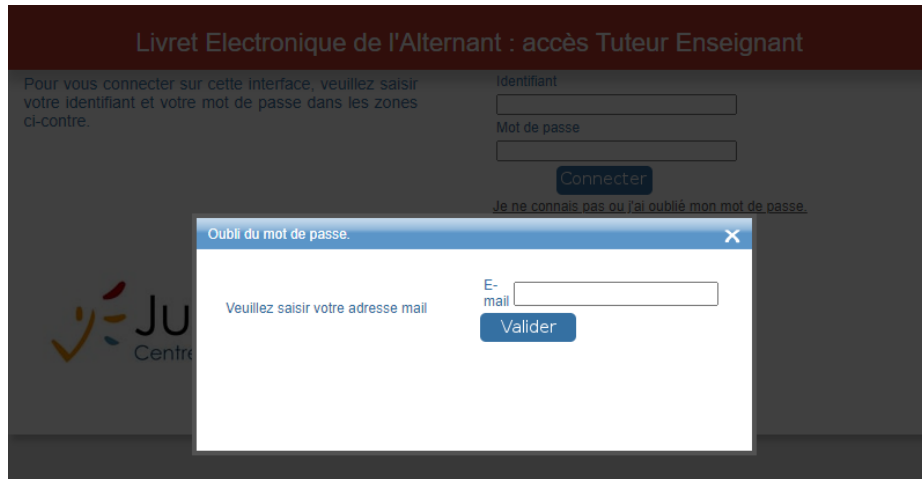 Livret Electronique de l'Alternant : accès Tuteur Enseignant
Pour vous connecter sur cette interface, veuillez saisir
votre identifiant et votre mot de passe dans les zones
ci-contre.
Identifiant
Mot de passe
Connecter
Je ne connais pas ou j'ai oublié mon mot de passe.
Oubli du mot de passe.
Veuillez saisir votre adresse mail
E-
mail
Valider